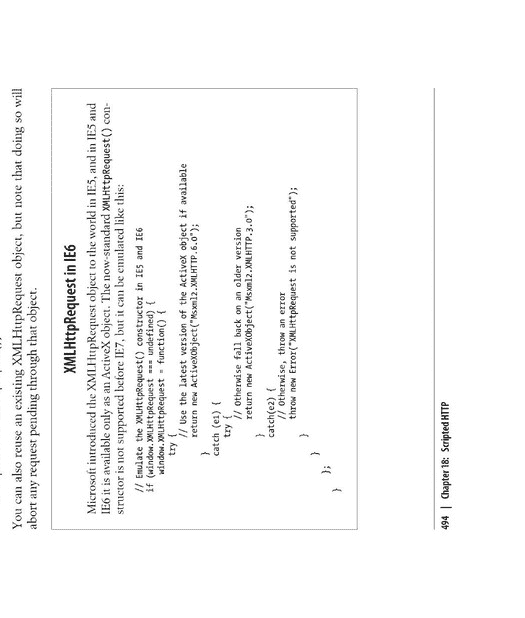 You can also reuse an existing XMLHttpRequest object, but note that doing so will
abort any request pending through that object.
XMLHttpRequest in IE6
Microsoft introduced the XMLHttpRequest object to the world in IE5, and in IE5 and
IE6 it is available only as an ActiveX object. The now-standard XMLHttpRequest() con-
structor is not supported before IE7, but it can be emulated like this:
// Emulate the XMLHttpRequest() constructor in IE5 and IE6
if (window.XMLHttpRequest === undefined) {
window.XMLHttpRequest = function() {
try {
// Use the latest version of the ActiveX object if available
return new ActiveXObject("Msxml2.XMLHTTP.6.0");
}
catch (e1) {
try {
// Otherwise fall back on an older version
return new ActiveXObject("Msxml2.XMLHTTP.3.0");
}
catch(e2) {
// Otherwise, throw an error
throw new Error("XMLHttpRequest is not supported");
}
}
};
}
494 | Chapter 18: Scripted HTTP